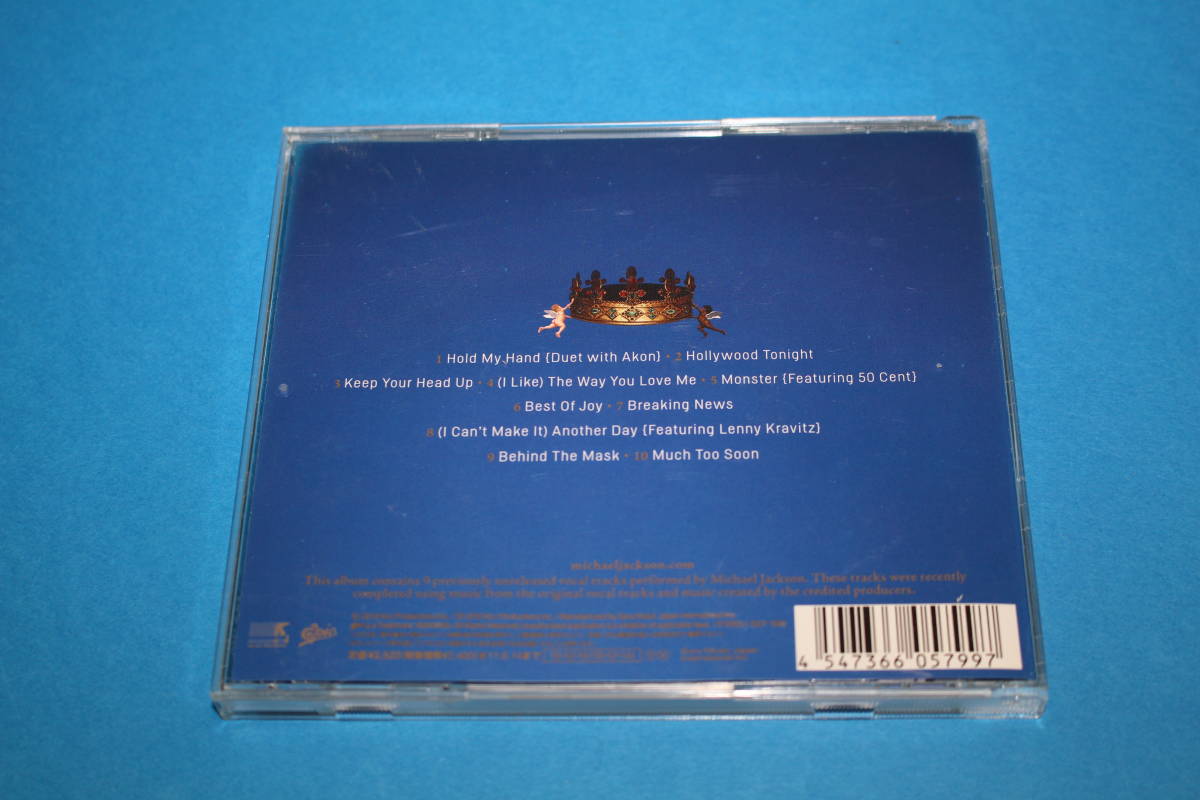 1 Hold My Hand {Duet with Akon} • 2 Hollywood Tonight
3 Keep Your Head Up • 4 (I Like) The Way You Love Me • 5 Monster {Featuring 50 Cent}
6 Best Of Joy • 7 Breaking News
8 (I Can't Make It) Another Day {Featuring Lenny Kravitz}
9 Behind The Mask • 10 Much Too Soon
michaeljackson.com
This album contains 9 previously unreleased vocal tracks performed by Michael Jackson. These tracks were recently
completed using music from the original vocal tracks and music created by the credited producers.
Epic
4 547366 057997